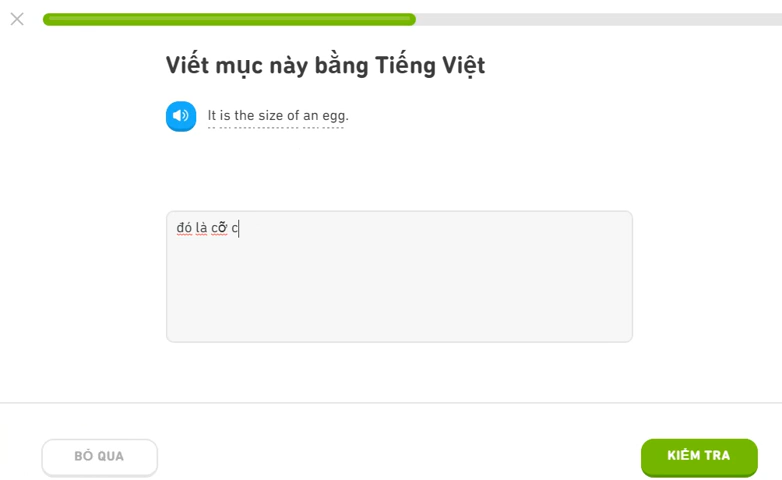 Viết mục này bằng Tiếng Việt
It is the size of an egg.
đó là cỡ c
BỎ QUA
KIỂM TRA